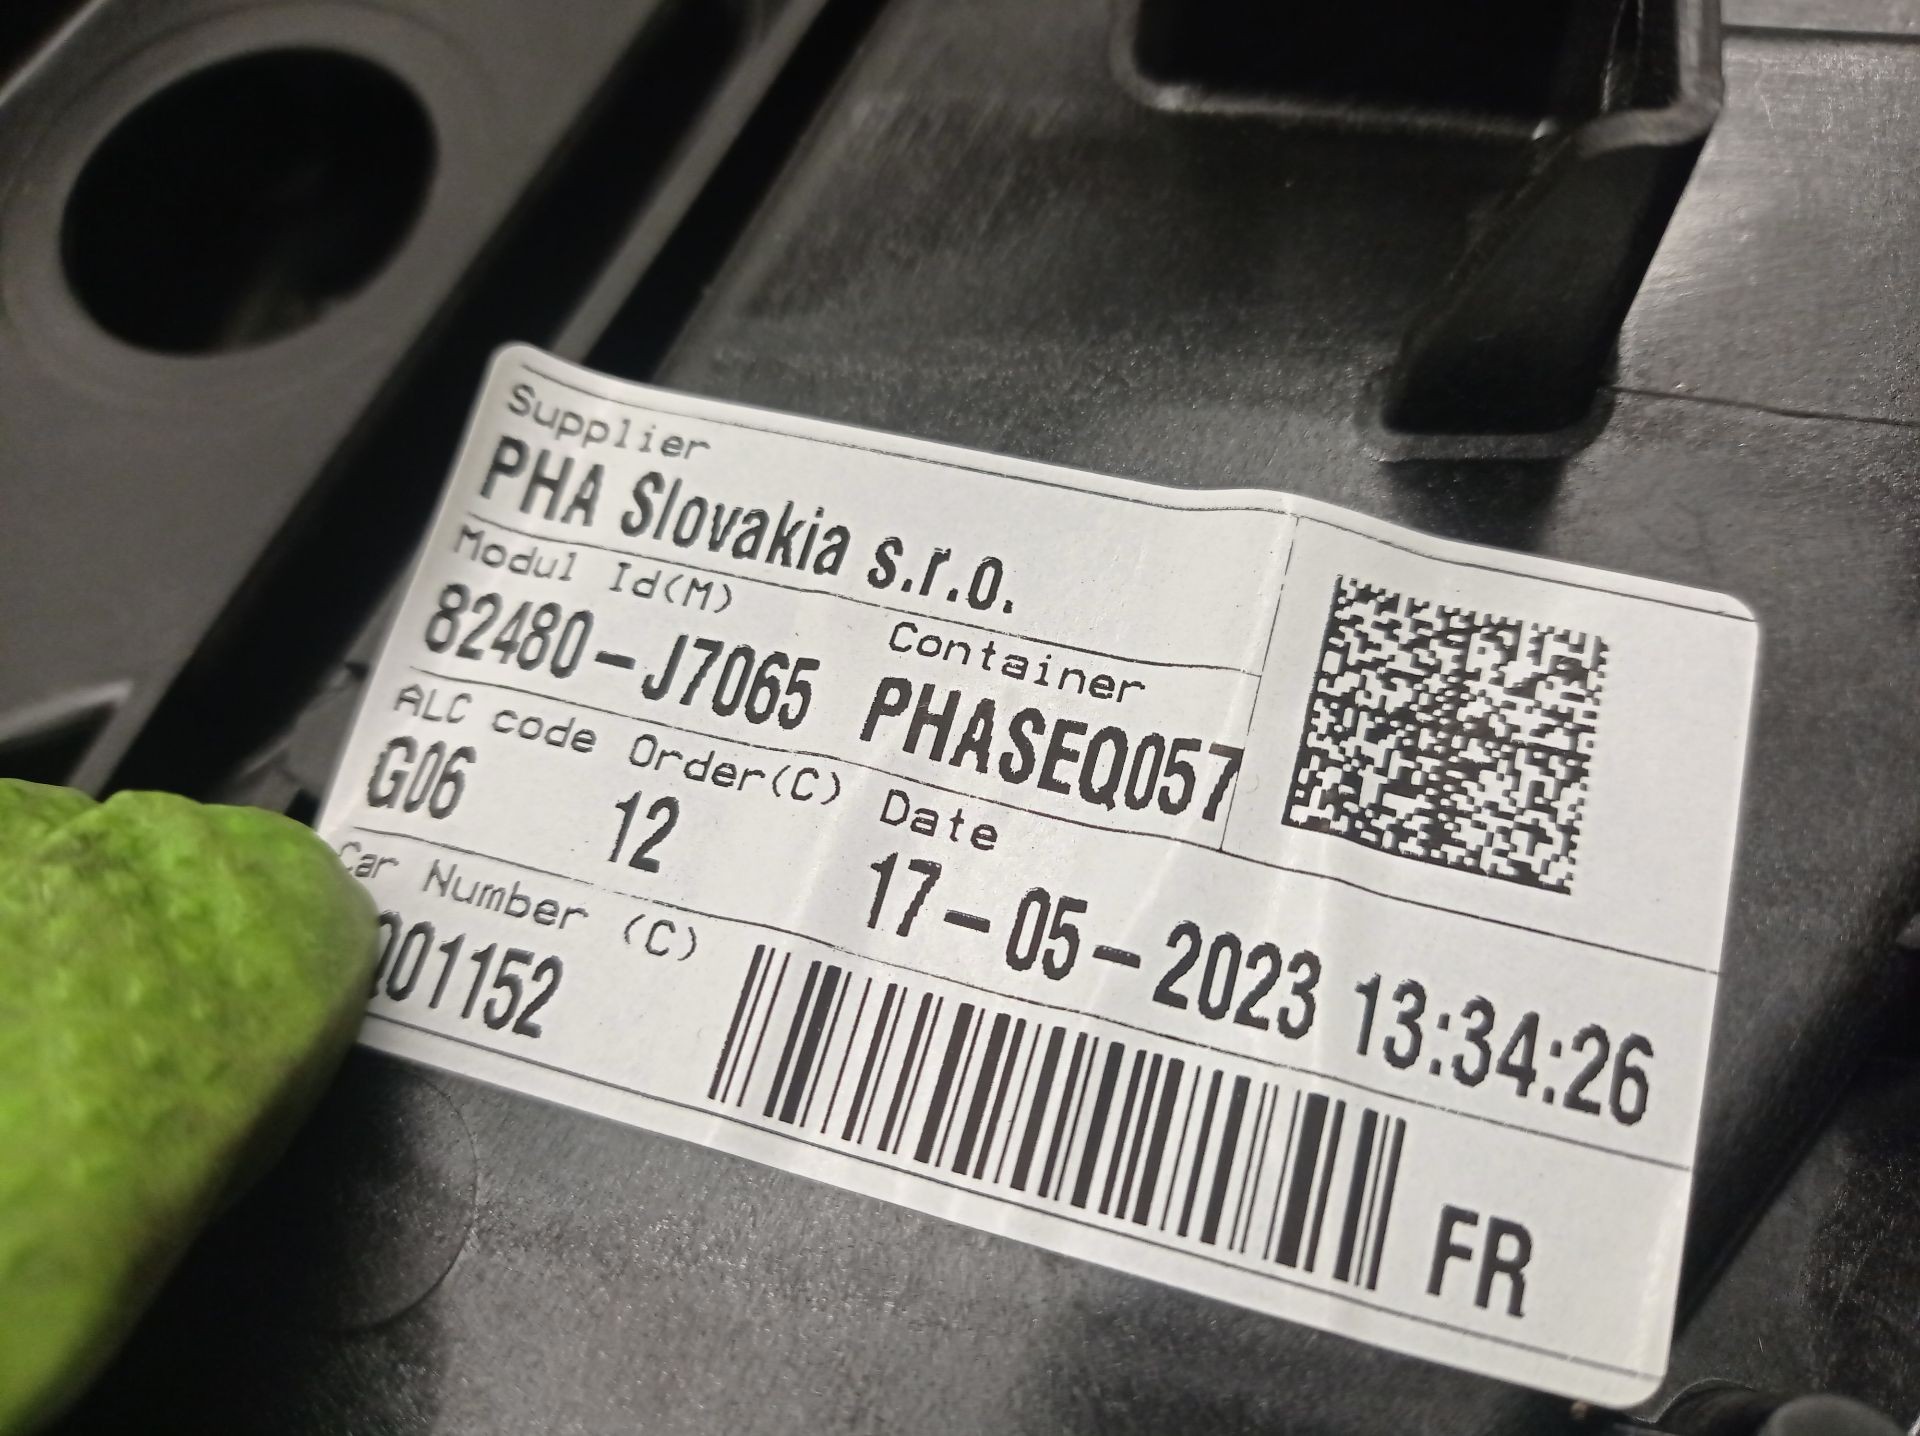 Supplier
PHA Slovakia s.r.o.
Modul Id(M) Container
82480-J7065 PHASEQ057
ALC code Order(C) Date
G06 12 17-05-2023 13:34:26
Car Number (C)
001152
FR